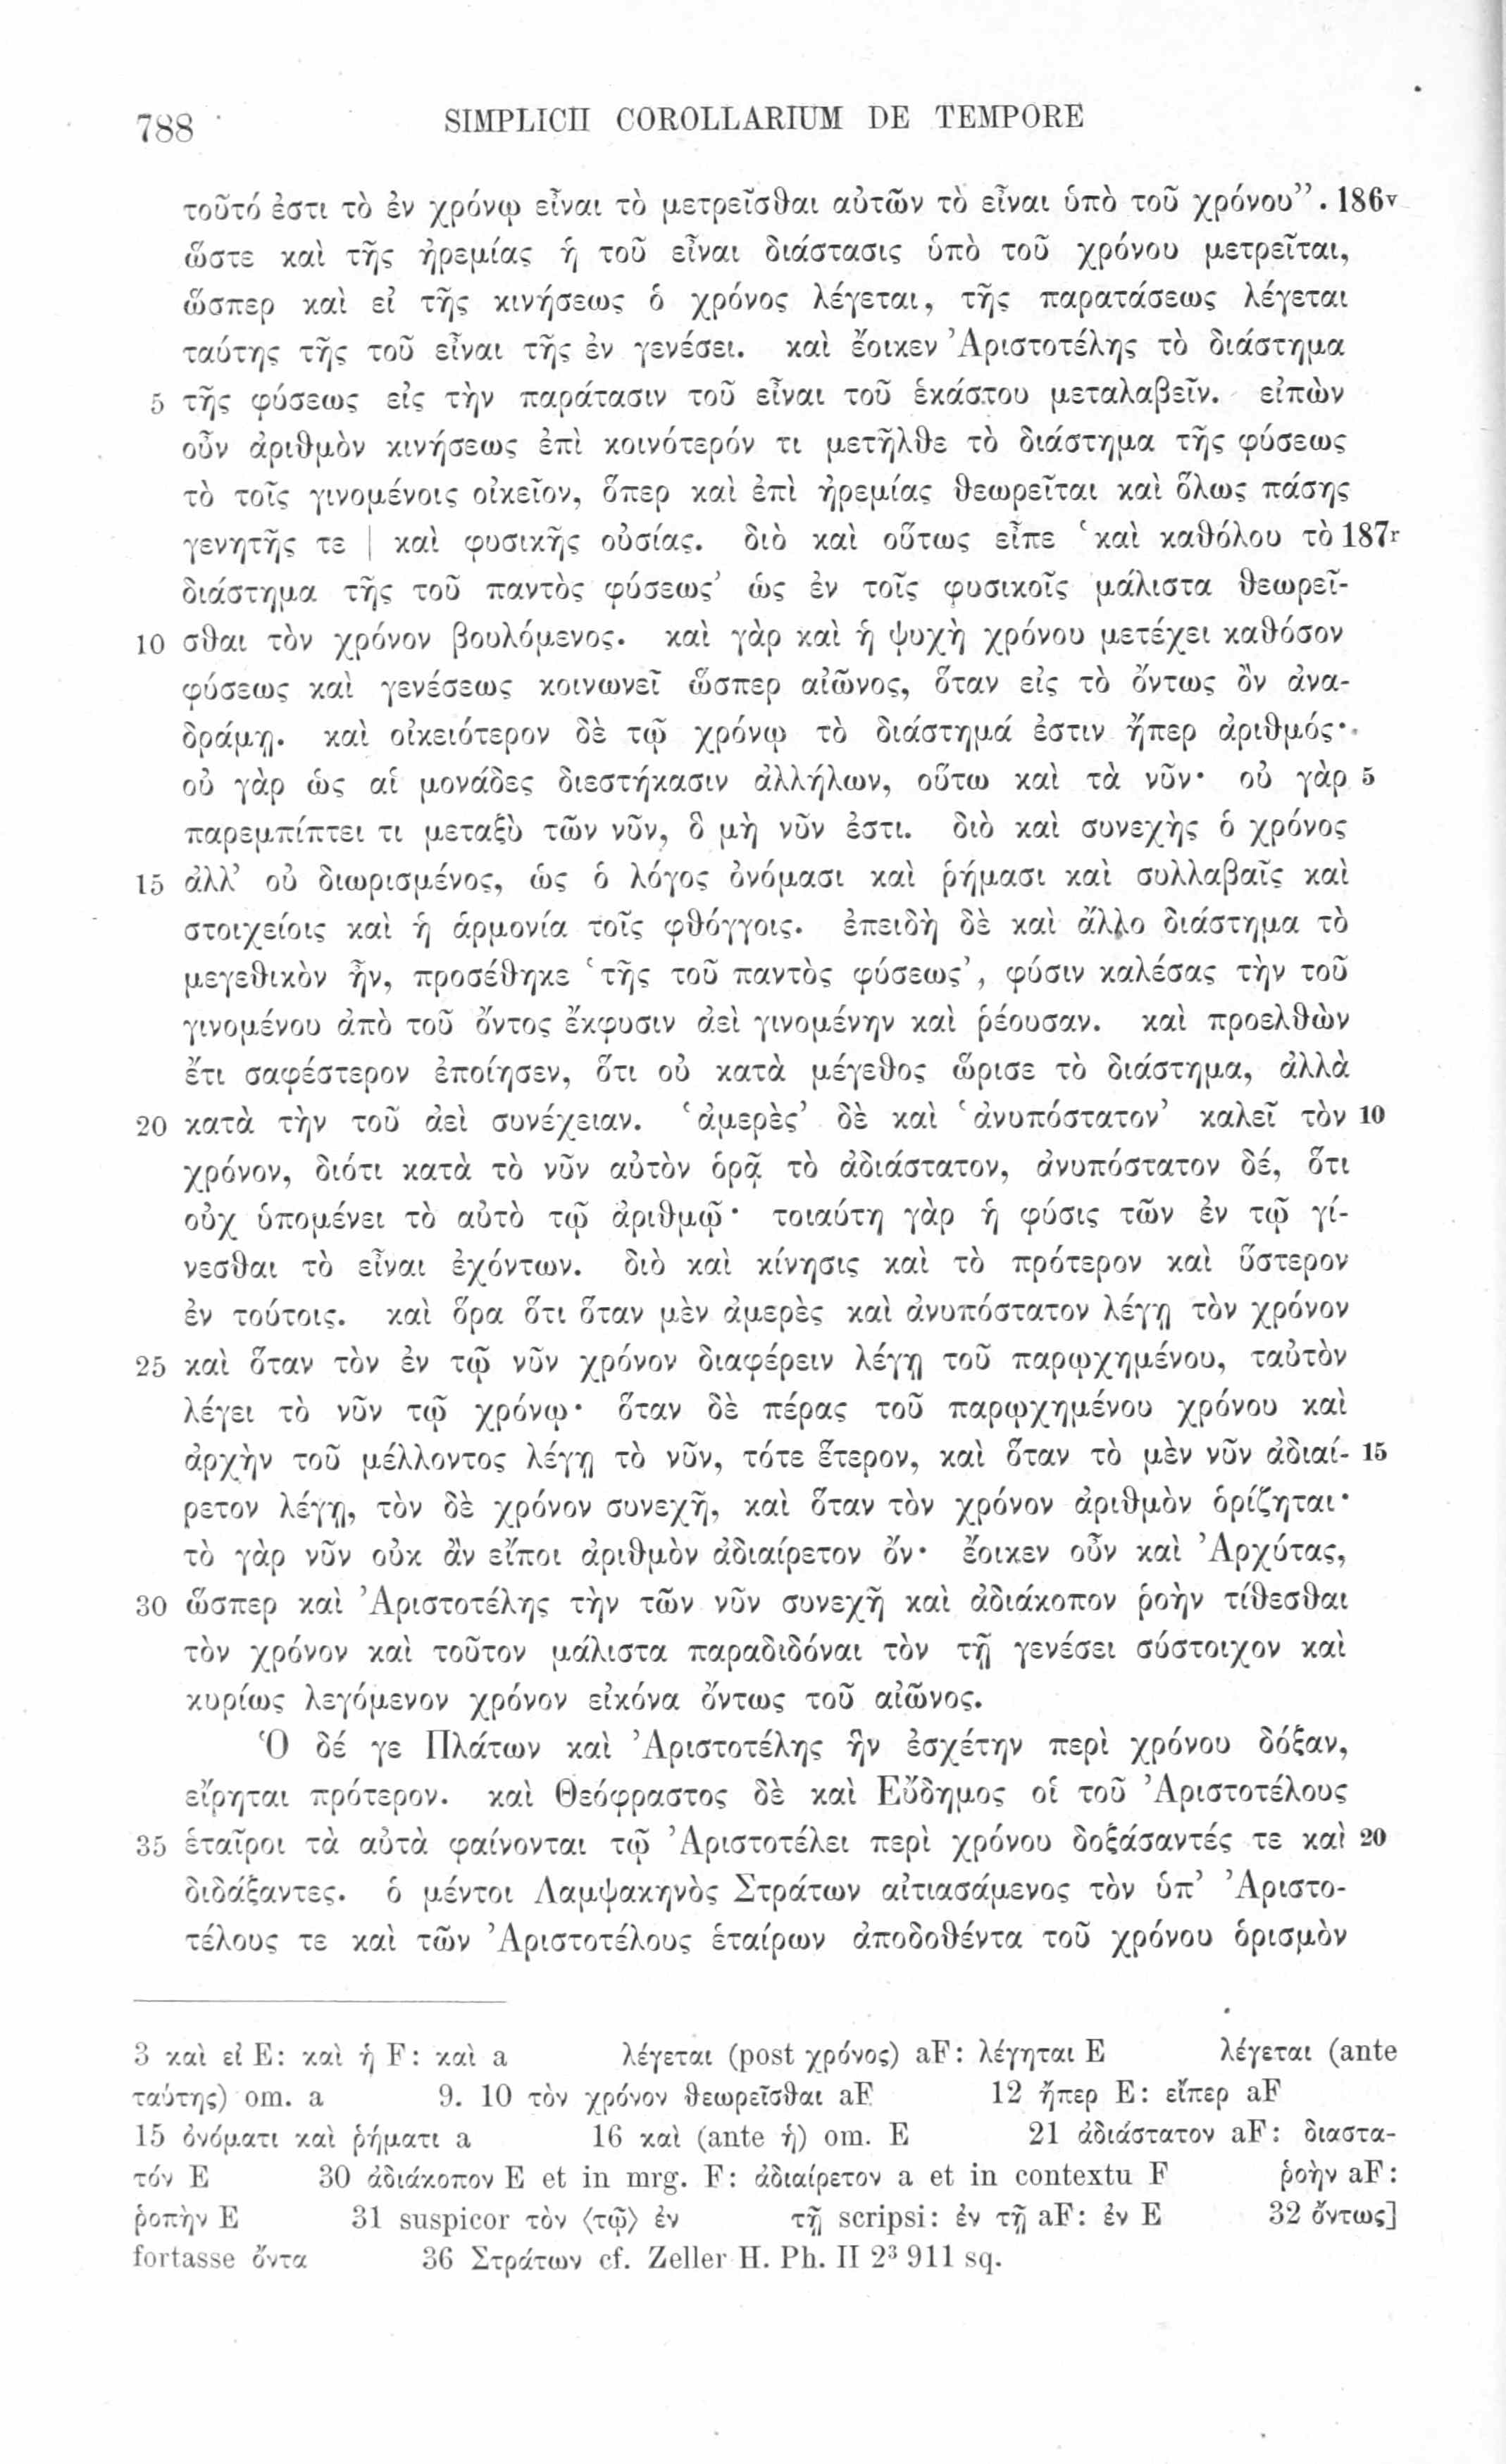 788 SIMPLICII COROLLARIUM DE TEMPORE
τοῦτό ἐστι τὸ ἐν χρόνῳ εἶναι τὸ μετρεῖσθαι αὐτῶν τὸ εἶναι ὑπὸ τοῦ χρόνου”. 186v
ὥστε καὶ τῆς ἠρεμίας ἡ τοῦ εἶναι διάστασις ὑπὸ τοῦ χρόνου μετρεῖται,
ὥσπερ καὶ εἰ τῆς κινήσεως ὁ χρόνος λέγεται, τῆς παρατάσεως λέγεται
ταύτης τῆς τοῦ εἶναι τῆς ἐν γενέσει. καὶ ἔοικεν Ἀριστοτέλης τὸ διάστημα
5 τῆς φύσεως εἰς τὴν παράτασιν τοῦ εἶναι τοῦ ἑκάστου μεταλαβεῖν. εἰπὼν
οὖν ἀριθμὸν κινήσεως ἐπὶ κοινότερόν τι μετῆλθε τὸ διάστημα τῆς φύσεως
τὸ τοῖς γινομένοις οἰκεῖον, ὅπερ καὶ ἐπὶ ἠρεμίας θεωρεῖται καὶ ὅλως πάσης
γενητῆς τε | καὶ φυσικῆς οὐσίας. διὸ καὶ οὕτως εἶπε ‘καὶ καθόλου τὸ 187r
διάστημα τῆς τοῦ παντὸς φύσεως’ ὡς ἐν τοῖς φυσικοῖς μάλιστα θεωρεῖ-
10 σθαι τὸν χρόνον βουλόμενος. καὶ γὰρ καὶ ἡ ψυχὴ χρόνου μετέχει καθόσον
φύσεως καὶ γενέσεως κοινωνεῖ ὥσπερ αἰῶνος, ὅταν εἰς τὸ ὄντως ὂν ἀνα-
δράμῃ. καὶ οἰκειότερον δὲ τῷ χρόνῳ τὸ διάστημά ἐστιν ἤπερ ἀριθμός·
οὐ γὰρ ὡς αἱ μονάδες διεστήκασιν ἀλλήλων, οὕτω καὶ τὰ νῦν· οὐ γὰρ 5
παρεμπίπτει τι μεταξὺ τῶν νῦν, ὃ μὴ νῦν ἐστι. διὸ καὶ συνεχὴς ὁ χρόνος
15 ἀλλ’ οὐ διωρισμένος, ὡς ὁ λόγος ὀνόμασι καὶ ῥήμασι καὶ συλλαβαῖς καὶ
στοιχείοις καὶ ἡ ἁρμονία τοῖς φθόγγοις. ἐπειδὴ δὲ καὶ ἄλλο διάστημα τὸ
μεγεθικὸν ἦν, προσέθηκε ‘τῆς τοῦ παντὸς φύσεως’, φύσιν καλέσας τὴν τοῦ
γινομένου ἀπὸ τοῦ ὄντος ἔκφυσιν ἀεὶ γινομένην καὶ ῥέουσαν. καὶ προελθὼν
ἔτι σαφέστερον ἐποίησεν, ὅτι οὐ κατὰ μέγεθος ὥρισε τὸ διάστημα, ἀλλὰ
20 κατὰ τὴν τοῦ ἀεὶ συνέχειαν. ‘ἀμερὲς’ δὲ καὶ ‘ἀνυπόστατον’ καλεῖ τὸν 10
χρόνον, διότι κατὰ τὸ νῦν αὐτὸν ὁρᾷ τὸ ἀδιάστατον, ἀνυπόστατον δέ, ὅτι
οὐχ ὑπομένει τὸ αὐτὸ τῷ ἀριθμῷ· τοιαύτη γὰρ ἡ φύσις τῶν ἐν τῷ γί-
νεσθαι τὸ εἶναι ἐχόντων. διὸ καὶ κίνησις καὶ τὸ πρότερον καὶ ὕστερον
ἐν τούτοις. καὶ ὅρα ὅτι ὅταν μὲν ἀμερὲς καὶ ἀνυπόστατον λέγῃ τὸν χρόνον
25 καὶ ὅταν τὸν ἐν τῷ νῦν χρόνον διαφέρειν λέγῃ τοῦ παρῳχημένου, ταὐτὸν
λέγει τὸ νῦν τῷ χρόνῳ· ὅταν δὲ πέρας τοῦ παρῳχημένου χρόνου καὶ
ἀρχὴν τοῦ μέλλοντος λέγῃ τὸ νῦν, τότε ἕτερον, καὶ ὅταν τὸ μὲν νῦν ἀδιαί- 15
ρετον λέγῃ, τὸν δὲ χρόνον συνεχῆ, καὶ ὅταν τὸν χρόνον ἀριθμὸν ὁρίζηται·
τὸ γὰρ νῦν οὐκ ἂν εἴποι ἀριθμὸν ἀδιαίρετον ὄν· ἔοικεν οὖν καὶ Ἀρχύτας,
30 ὥσπερ καὶ Ἀριστοτέλης τὴν τῶν νῦν συνεχῆ καὶ ἀδιάκοπον ῥοὴν τίθεσθαι
τὸν χρόνον καὶ τοῦτον μάλιστα παραδιδόναι τὸν τῇ γενέσει σύστοιχον καὶ
κυρίως λεγόμενον χρόνον εἰκόνα ὄντως τοῦ αἰῶνος.
Ὁ δέ γε Πλάτων καὶ Ἀριστοτέλης ἣν ἐσχέτην περὶ χρόνου δόξαν,
εἴρηται πρότερον. καὶ Θεόφραστος δὲ καὶ Εὔδημος οἱ τοῦ Ἀριστοτέλους
35 ἑταῖροι τὰ αὐτὰ φαίνονται τῷ Ἀριστοτέλει περὶ χρόνου δοξάσαντές τε καὶ 20
διδάξαντες. ὁ μέντοι Λαμψακηνὸς Στράτων αἰτιασάμενος τὸν ὑπ’ Ἀριστο-
τέλους τε καὶ τῶν Ἀριστοτέλους ἑταίρων ἀποδοθέντα τοῦ χρόνου ὁρισμὸν
3 καὶ εἰ E: καὶ ἡ F: καὶ a λέγεται (post χρόνος) aF: λέγηται E λέγεται (ante
ταύτης) om. a 9. 10 τὸν χρόνον θεωρεῖσθαι aF 12 ἤπερ E: εἴπερ aF
15 ὀνόματι καὶ ῥήματι a 16 καὶ (ante ἡ) om. E 21 ἀδιάστατον aF: διαστα-
τόν E 30 ἀδιάκοπον E et in mrg. F: ἀδιαίρετον a et in contextu F ῥοὴν aF:
ῥοπὴν E 31 suspicor τὸν ⟨τῷ⟩ ἐν τῇ scripsi: ἐν τῇ aF: ἐν E 32 ὄντως]
fortasse ὄντα 36 Στράτων cf. Zeller H. Ph. II 2³ 911 sq.